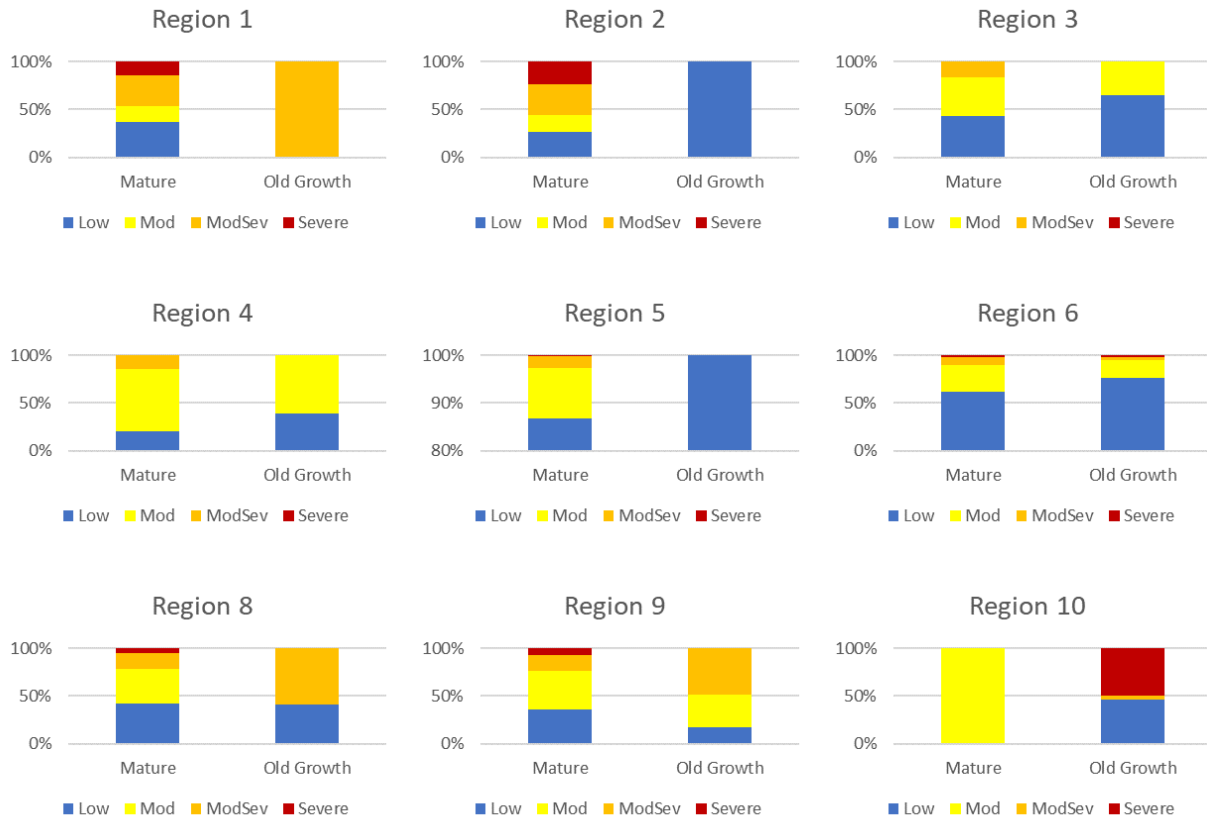 Region 1
100%
50%
0%
Mature Old Growth
Low Mod ModSev Severe
Region 2
100%
50%
0%
Mature Old Growth
Low Mod ModSev Severe
Region 3
100%
50%
0%
Mature Old Growth
Low Mod ModSev Severe
Region 4
100%
50%
0%
Mature Old Growth
Low Mod ModSev Severe
Region 5
100%
90%
80%
Mature Old Growth
Low Mod ModSev Severe
Region 6
100%
50%
0%
Mature Old Growth
Low Mod ModSev Severe
Region 8
100%
50%
0%
Mature Old Growth
Low Mod ModSev Severe
Region 9
100%
50%
0%
Mature Old Growth
Low Mod ModSev Severe
Region 10
100%
50%
0%
Mature Old Growth
Low Mod ModSev Severe